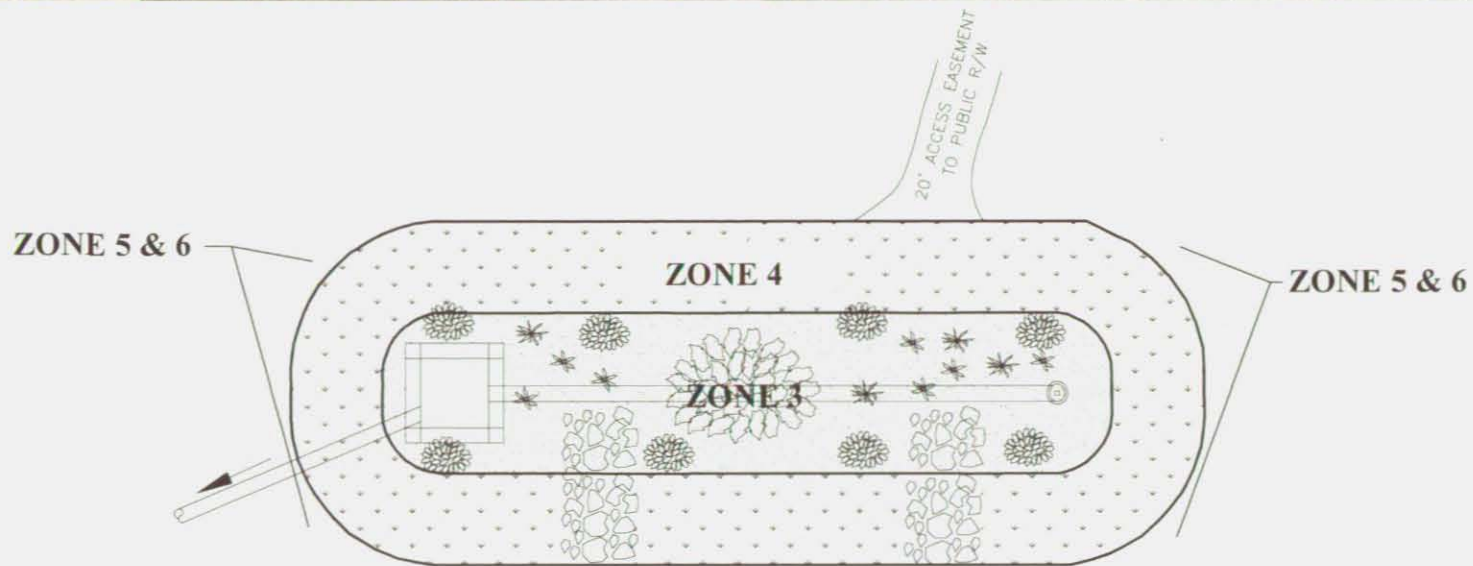 20' ACCESS EASEMENT
TO PUBLIC R/W
ZONE 5 & 6
ZONE 4
ZONE 5 & 6
ZONE 3